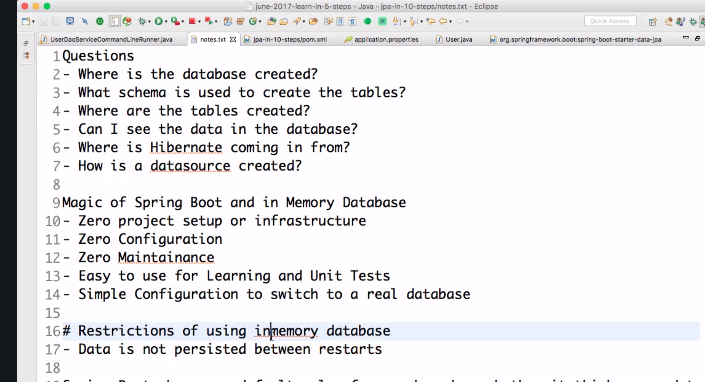 june-2017-learn-in-5-steps - Java - jpa-in-10-steps/notes.txt - Eclipse
Quick Access
UserDaoServiceCommandLineRunner.java notes.txt jpa-in-10-steps/pom.xml application.properties User.java org.springframework.boot:spring-boot-starter-data-jpa
1 Questions
2 - Where is the database created?
3 - What schema is used to create the tables?
4 - Where are the tables created?
5 - Can I see the data in the database?
6 - Where is Hibernate coming in from?
7 - How is a datasource created?
8
9 Magic of Spring Boot and in Memory Database
10 - Zero project setup or infrastructure
11 - Zero Configuration
12 - Zero Maintainance
13 - Easy to use for Learning and Unit Tests
14 - Simple Configuration to switch to a real database
15
16 # Restrictions of using inmemory database
17 - Data is not persisted between restarts
18